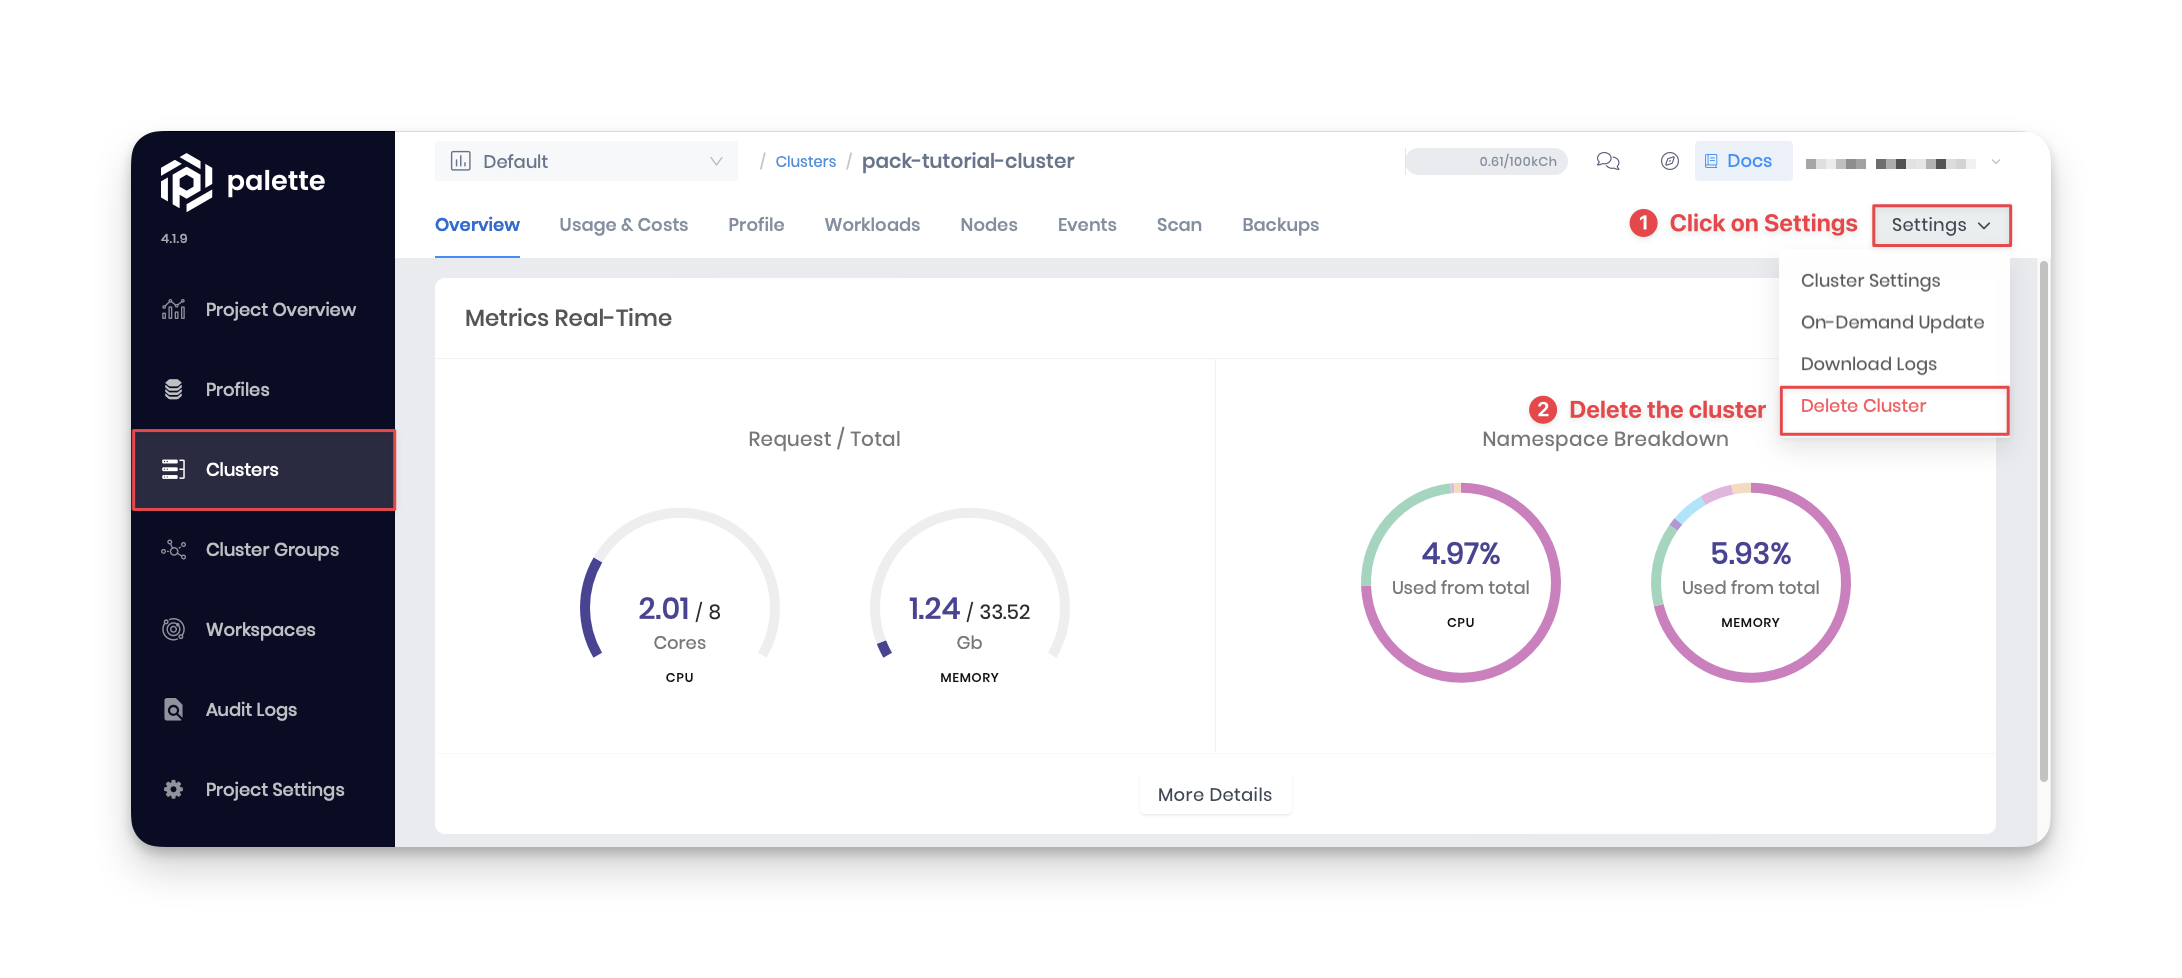 palette
4.1.9
Project Overview
Profiles
Clusters
Cluster Groups
Workspaces
Audit Logs
Project Settings
Default
/ Clusters / pack-tutorial-cluster
0.61/100kCh
Docs
Overview Usage & Costs Profile Workloads Nodes Events Scan Backups
1 Click on Settings
Settings
Cluster Settings
On-Demand Update
Download Logs
Delete Cluster
2 Delete the cluster
Metrics Real-Time
Request / Total
2.01 / 8
Cores
CPU
1.24 / 33.52
Gb
MEMORY
Namespace Breakdown
4.97%
Used from total
CPU
5.93%
Used from total
MEMORY
More Details